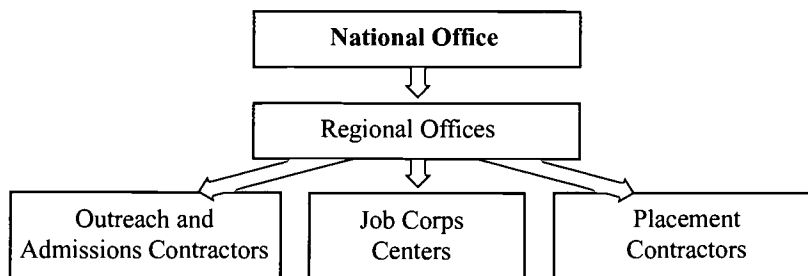 National Office
Regional Offices
Outreach and
Admissions Contractors
Job Corps
Centers
Placement
Contractors